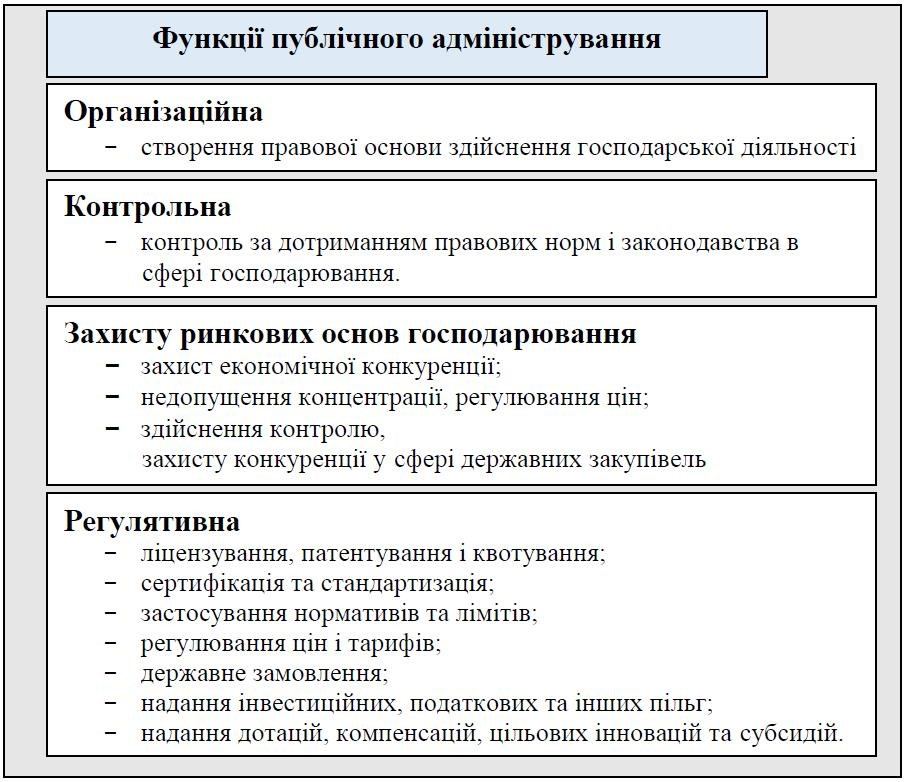 Функції публічного адміністрування
Організаційна
− створення правової основи здійснення господарської діяльності
Контрольна
− контроль за дотриманням правових норм і законодавства в
сфері господарювання.
Захисту ринкових основ господарювання
− захист економічної конкуренції;
− недопущення концентрації, регулювання цін;
− здійснення контролю,
захисту конкуренції у сфері державних закупівель
Регулятивна
− ліцензування, патентування і квотування;
− сертифікація та стандартизація;
− застосування нормативів та лімітів;
− регулювання цін і тарифів;
− державне замовлення;
− надання інвестиційних, податкових та інших пільг;
− надання дотацій, компенсацій, цільових інновацій та субсидій.